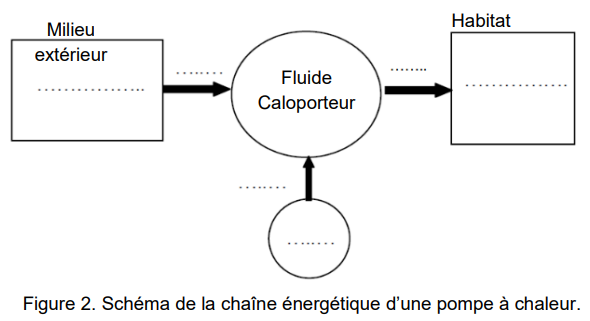 Milieu
extérieur
……………..
…..…
Fluide
Caloporteur
……..
Habitat
………………
…..…
…..…
Figure 2. Schéma de la chaîne énergétique d’une pompe à chaleur.